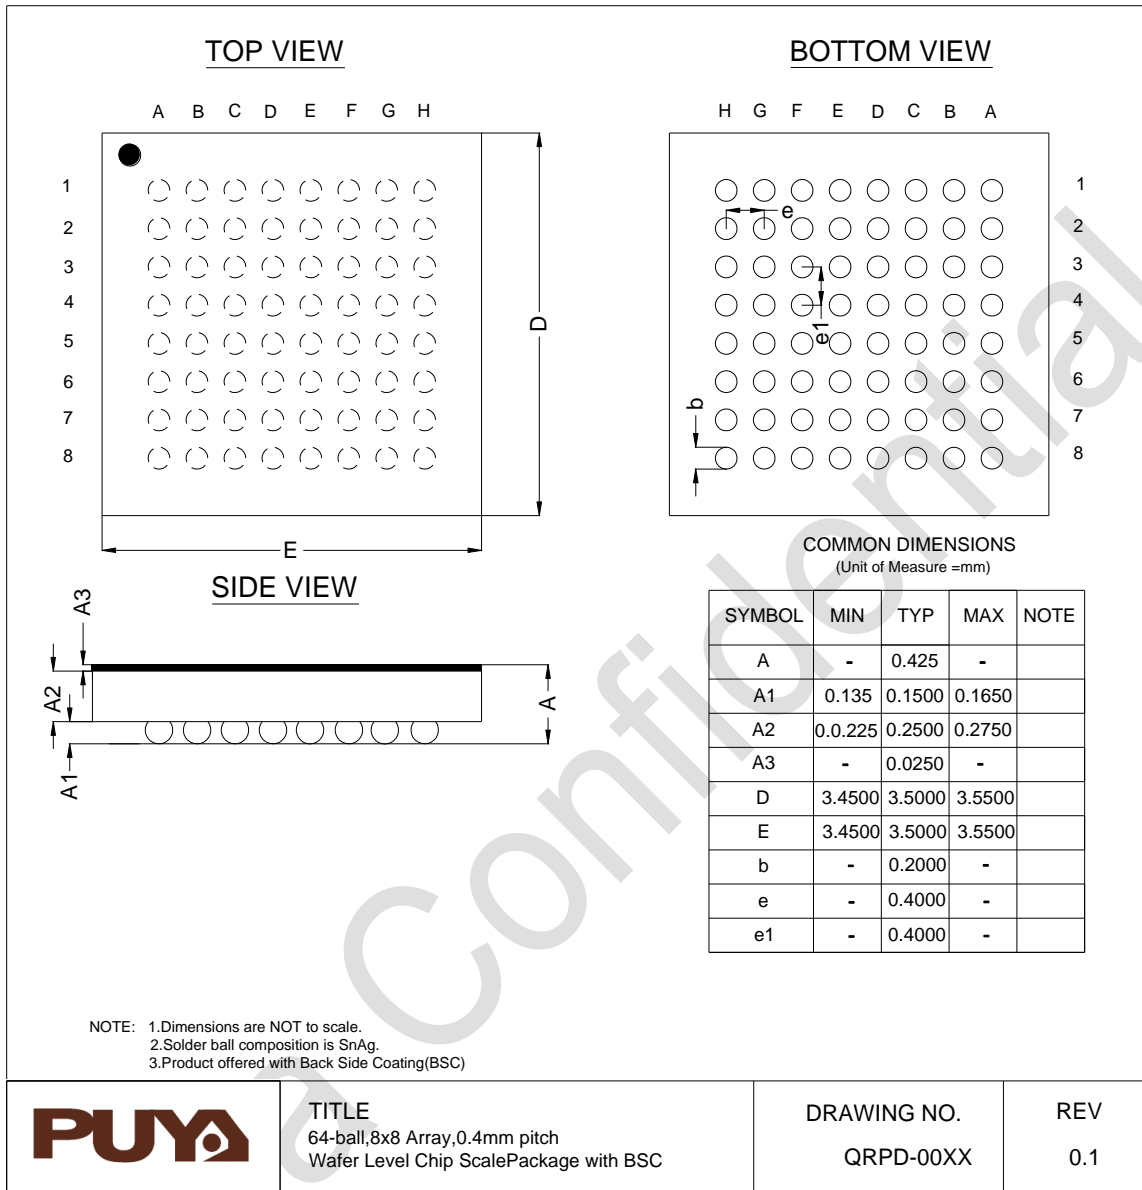 TOP VIEW
A B C D E F G H
1
2
3
4
5
6
7
8
D
E
BOTTOM VIEW
H G F E D C B A
1
2
3
4
5
6
7
8
e
e1
b
SIDE VIEW
A3
A2
A1
A
COMMON DIMENSIONS
(Unit of Measure =mm)
SYMBOL MIN TYP MAX NOTE
A - 0.425 -
A1 0.135 0.1500 0.1650
A2 0.0.225 0.2500 0.2750
A3 - 0.0250 -
D 3.4500 3.5000 3.5500
E 3.4500 3.5000 3.5500
b - 0.2000 -
e - 0.4000 -
e1 - 0.4000 -
NOTE: 1.Dimensions are NOT to scale.
2.Solder ball composition is SnAg.
3.Product offered with Back Side Coating(BSC)
a Confidential
PUYA
TITLE
64-ball,8x8 Array,0.4mm pitch
Wafer Level Chip ScalePackage with BSC
DRAWING NO.
QRPD-00XX
REV
0.1